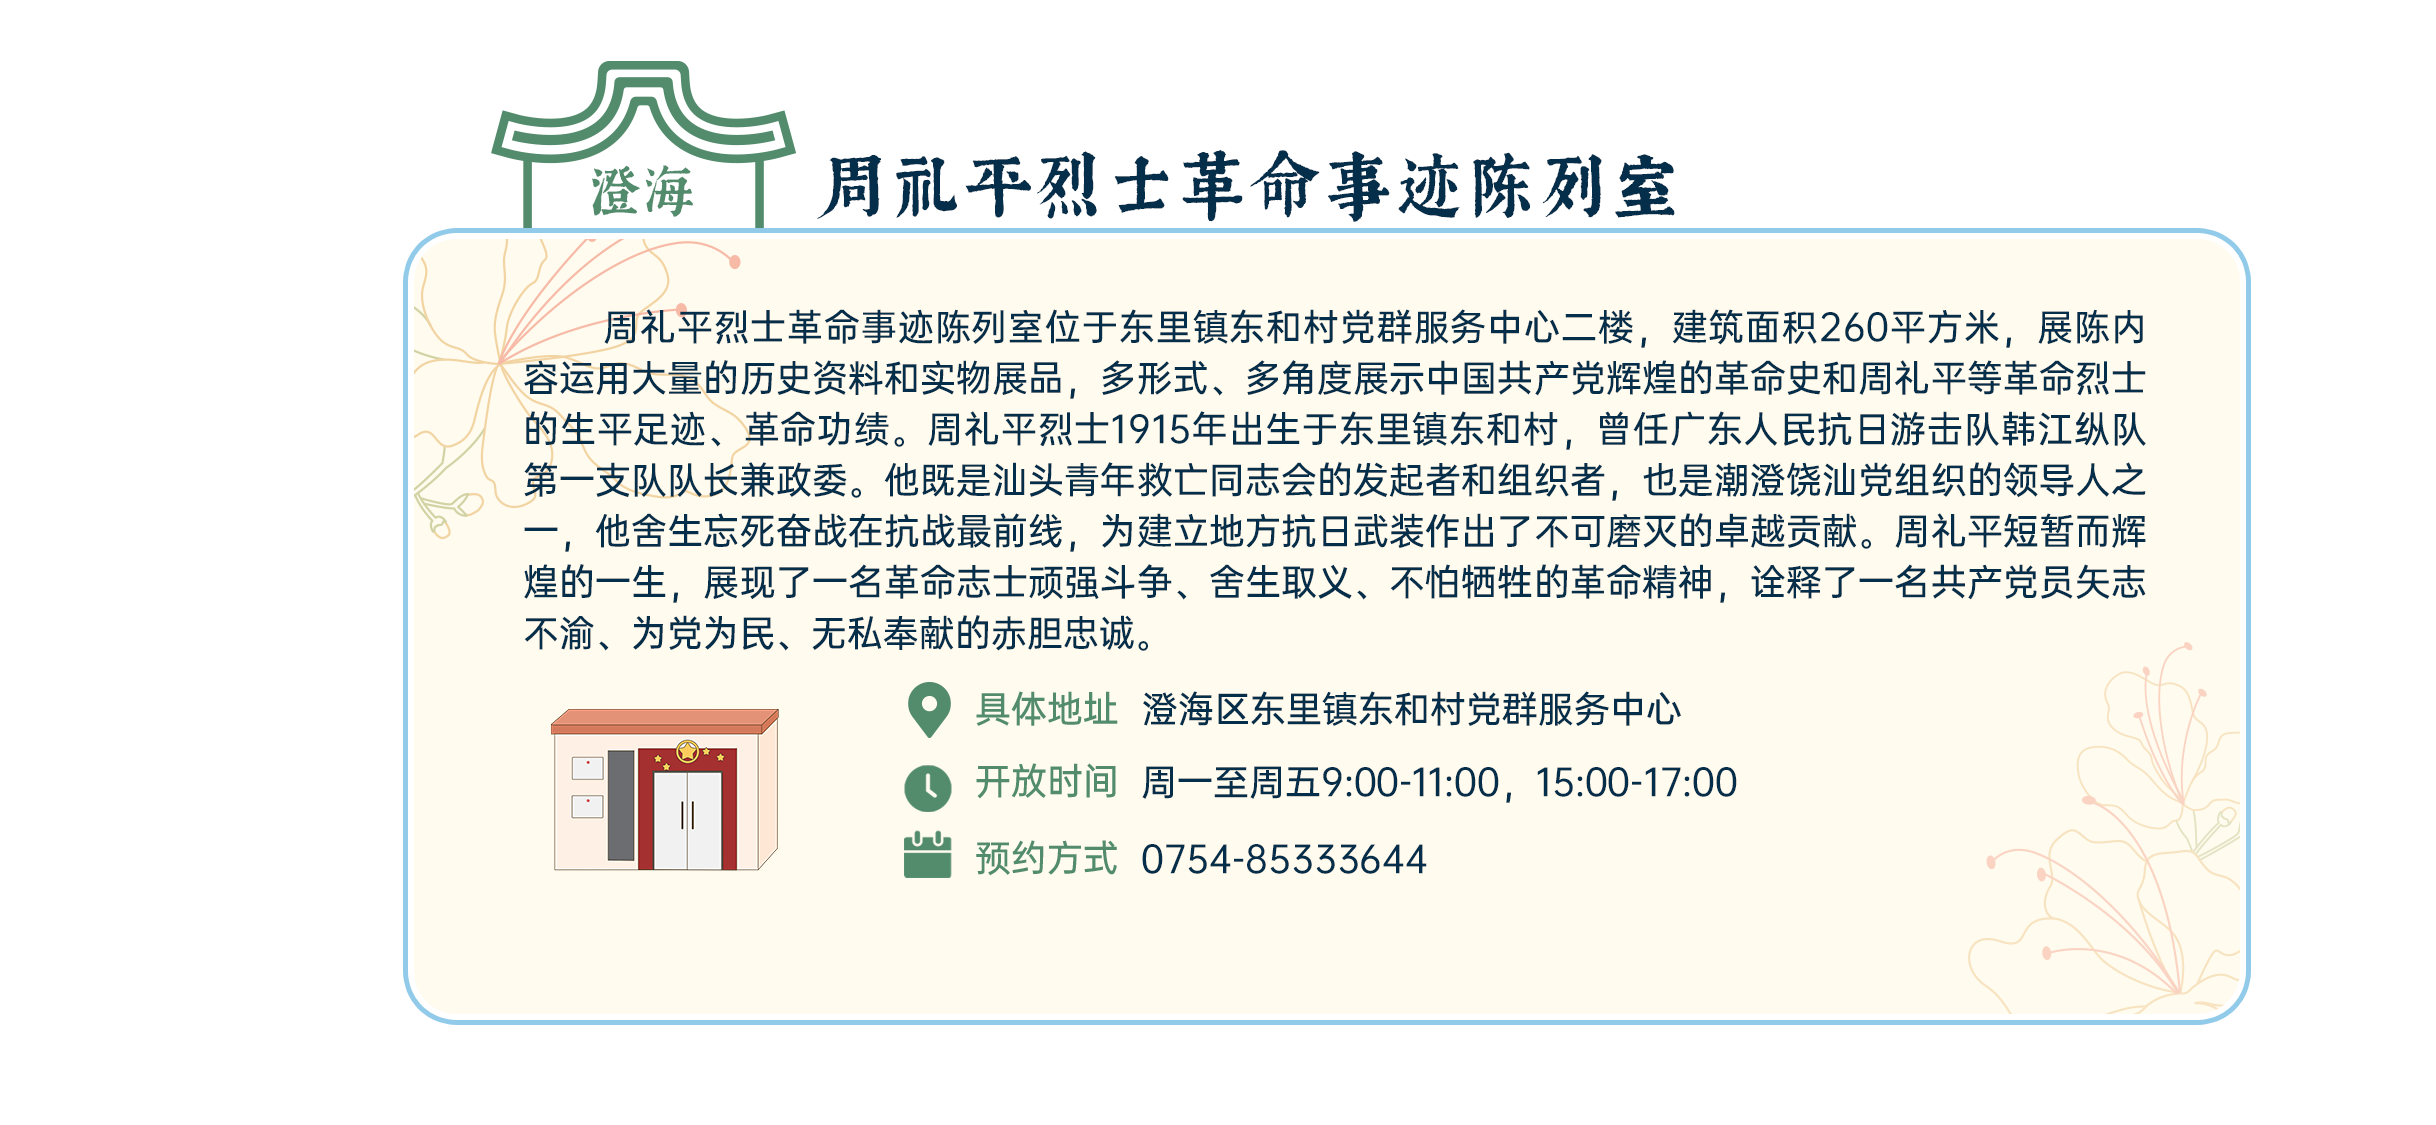 澄海
周礼平烈士革命事迹陈列室
周礼平烈士革命事迹陈列室位于东里镇东和村党群服务中心二楼，建筑面积260平方米，展陈内
容运用大量的历史资料和实物展品，多形式、多角度展示中国共产党辉煌的革命史和周礼平等革命烈士
的生平足迹、革命功绩。周礼平烈士1915年出生于东里镇东和村，曾任广东人民抗日游击队韩江纵队
第一支队队长兼政委。他既是汕头青年救亡同志会的发起者和组织者，也是潮澄饶汕党组织的领导人之
一，他舍生忘死奋战在抗战最前线，为建立地方抗日武装作出了不可磨灭的卓越贡献。周礼平短暂而辉
煌的一生，展现了一名革命志士顽强斗争、舍生取义、不怕牺牲的革命精神，诠释了一名共产党员矢志
不渝、为党为民、无私奉献的赤胆忠诚。
具体地址 澄海区东里镇东和村党群服务中心
开放时间 周一至周五9:00-11:00，15:00-17:00
预约方式 0754-85333644